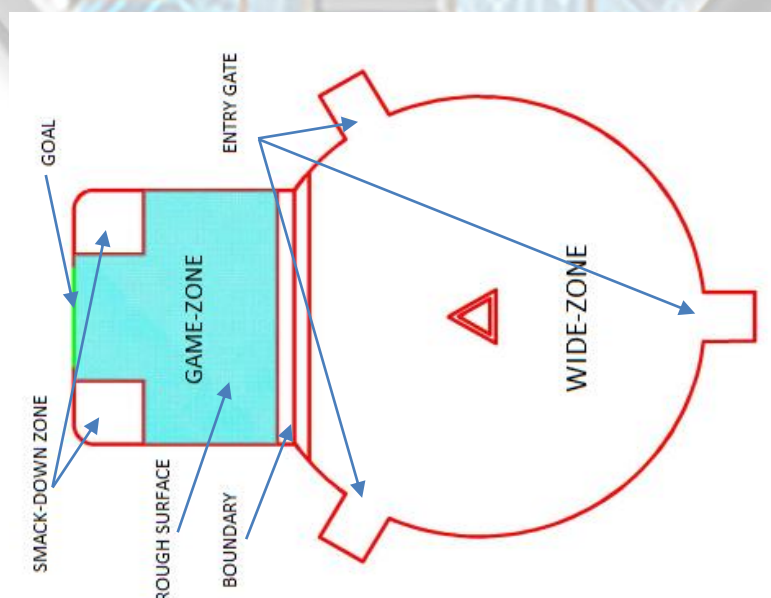 GOAL
ENTRY GATE
GAME-ZONE
WIDE-ZONE
SMACK-DOWN ZONE
ROUGH SURFACE
BOUNDARY